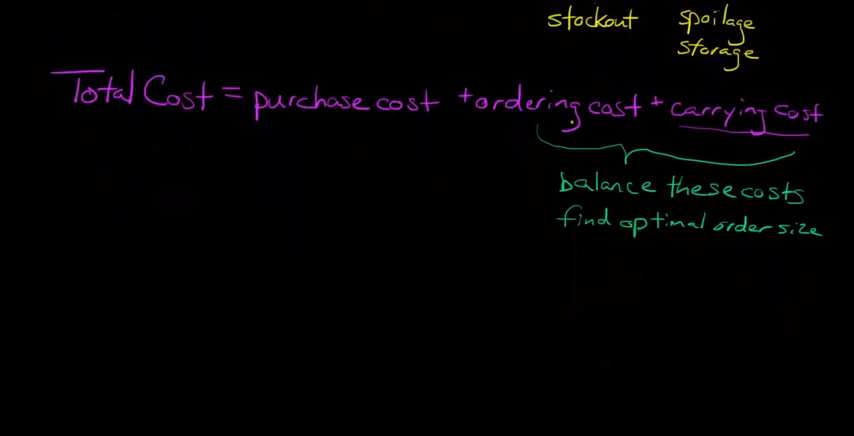 stockout spoilage
storage
Total Cost = purchase cost + ordering cost + carrying cost
balance these costs
find optimal order size